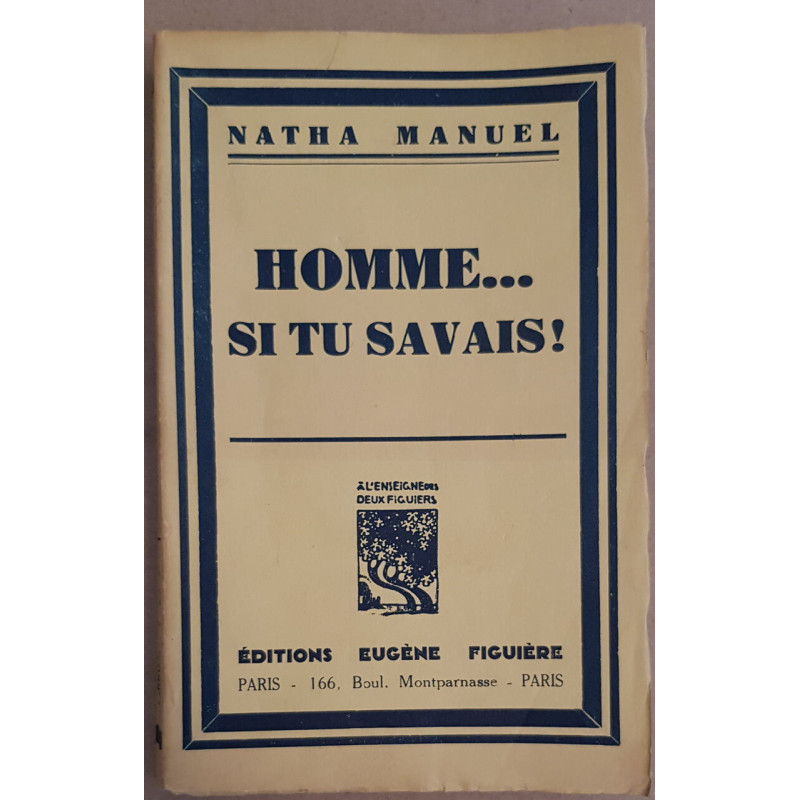 NATHA MANUEL
HOMME...
SI TU SAVAIS!
À L'ENSEIGNE DES
DEUX FIGUIERS
ÉDITIONS EUGÈNE FIGUIÈRE
PARIS - 166, Boul. Montparnasse - PARIS